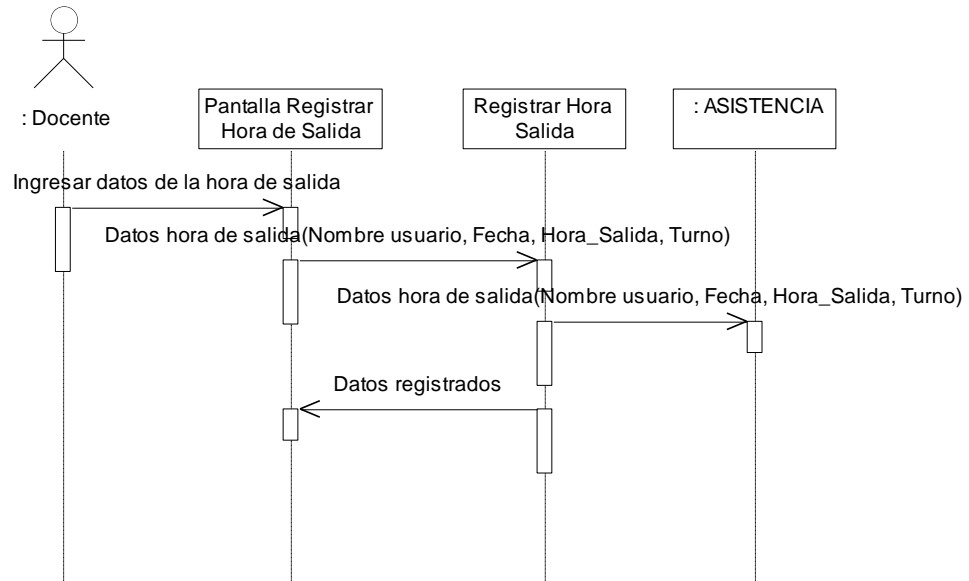 : Docente
Pantalla Registrar
Hora de Salida
Registrar Hora
Salida
: ASISTENCIA
Ingresar datos de la hora de salida
Datos hora de salida(Nombre usuario, Fecha, Hora_Salida, Turno)
Datos hora de salida(Nombre usuario, Fecha, Hora_Salida, Turno)
Datos registrados